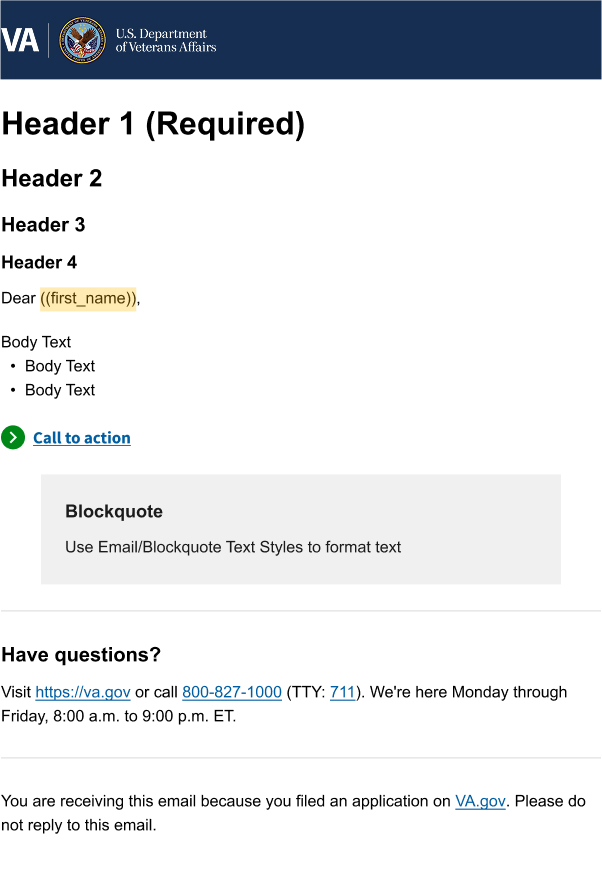 VA
U.S. Department
of Veterans Affairs
Header 1 (Required)
Header 2
Header 3
Header 4
Dear ((first_name)),
Body Text
• Body Text
• Body Text
Call to action
Blockquote
Use Email/Blockquote Text Styles to format text
Have questions?
Visit https://va.gov or call 800-827-1000 (TTY: 711). We're here Monday through
Friday, 8:00 a.m. to 9:00 p.m. ET.
You are receiving this email because you filed an application on VA.gov. Please do
not reply to this email.